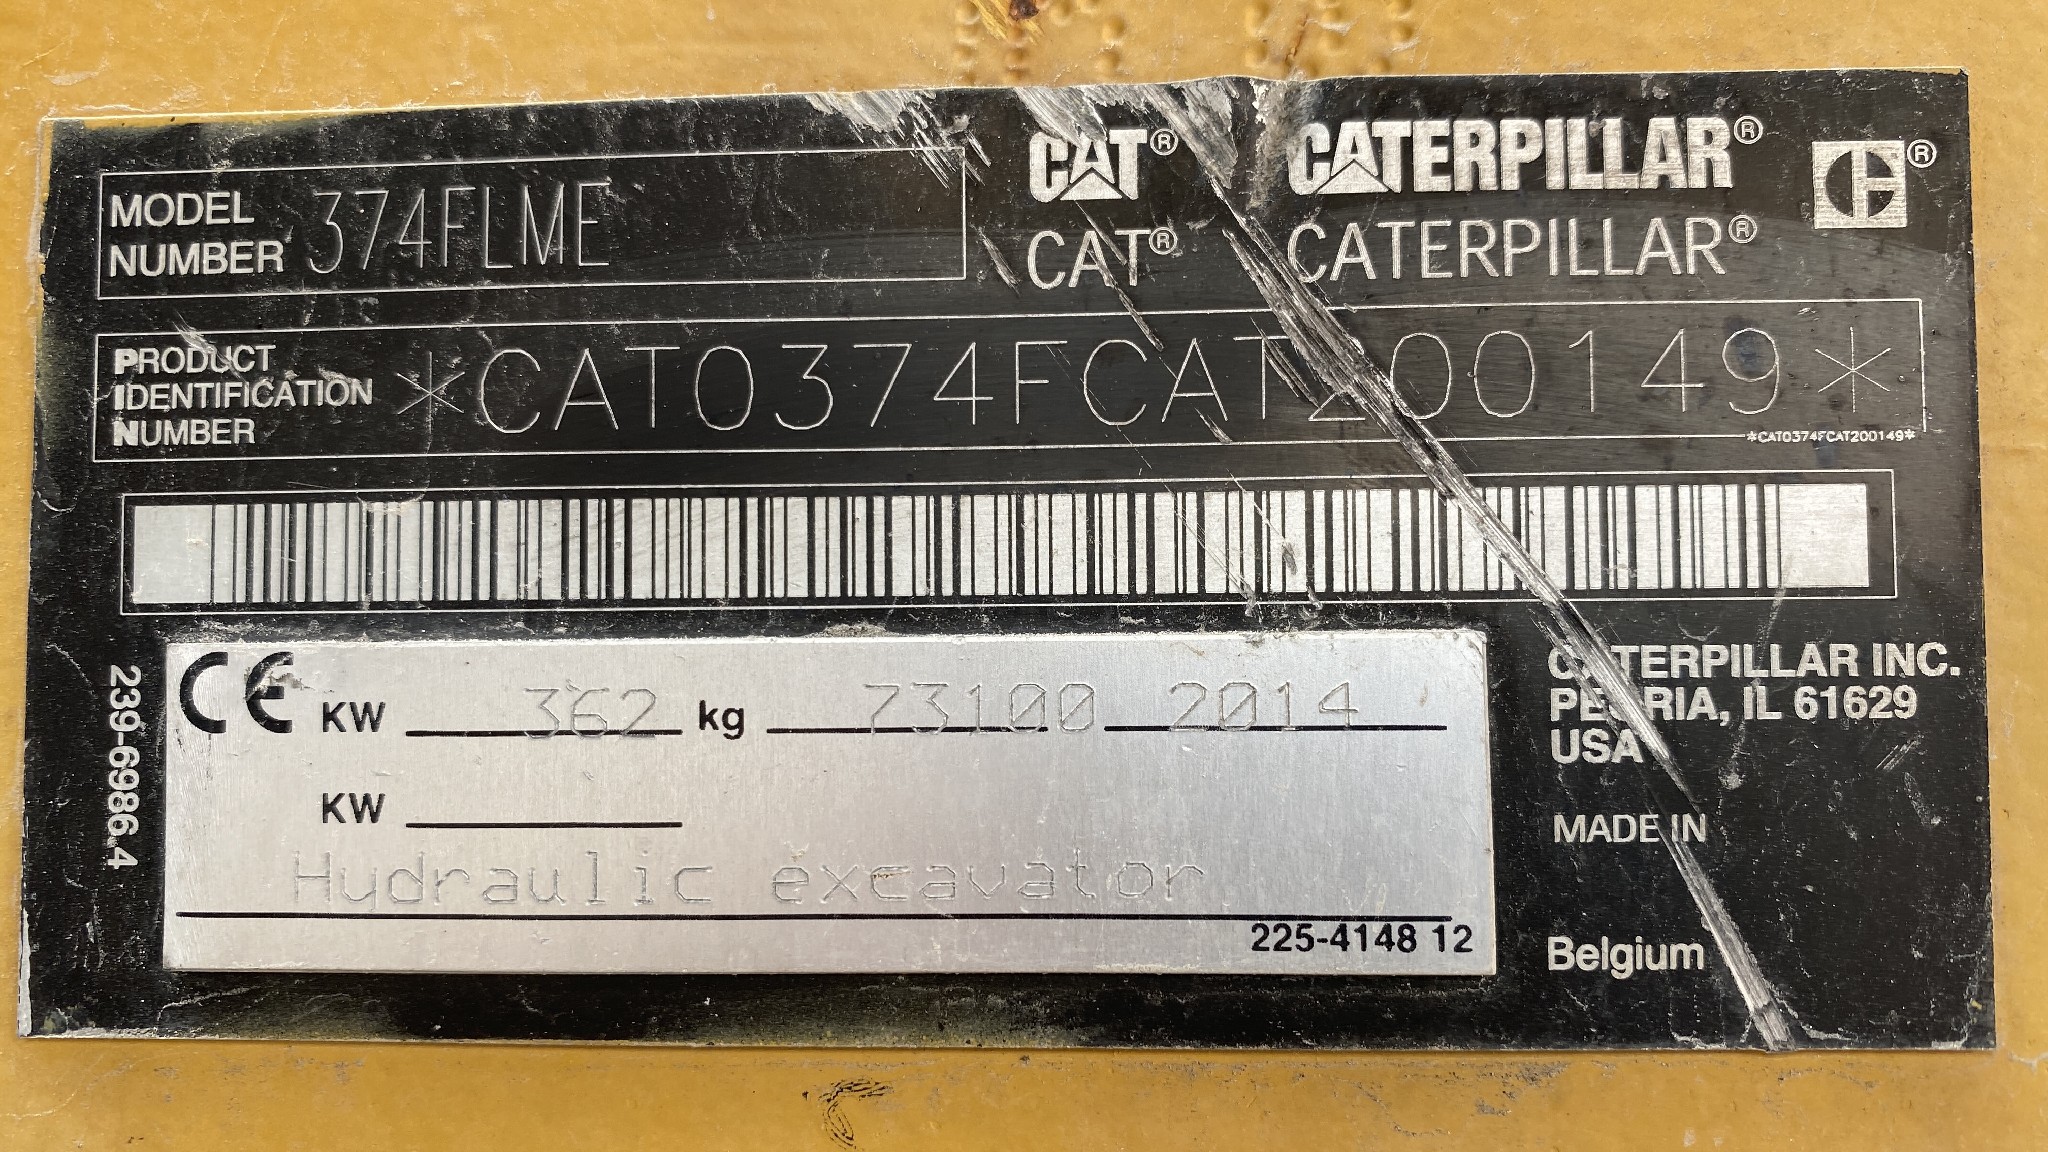 MODEL NUMBER 374FLME
CAT® CATERPILLAR® ®
CAT® CATERPILLAR®
PRODUCT IDENTIFICATION NUMBER *CAT0374FCAT200149*
*CAT0374FCAT200149*
239-6986 4
CE KW 362 kg 73100 2014
KW
Hydraulic excavator
225-4148 12
CATERPILLAR INC.
PEORIA, IL 61629
USA
MADE IN
Belgium